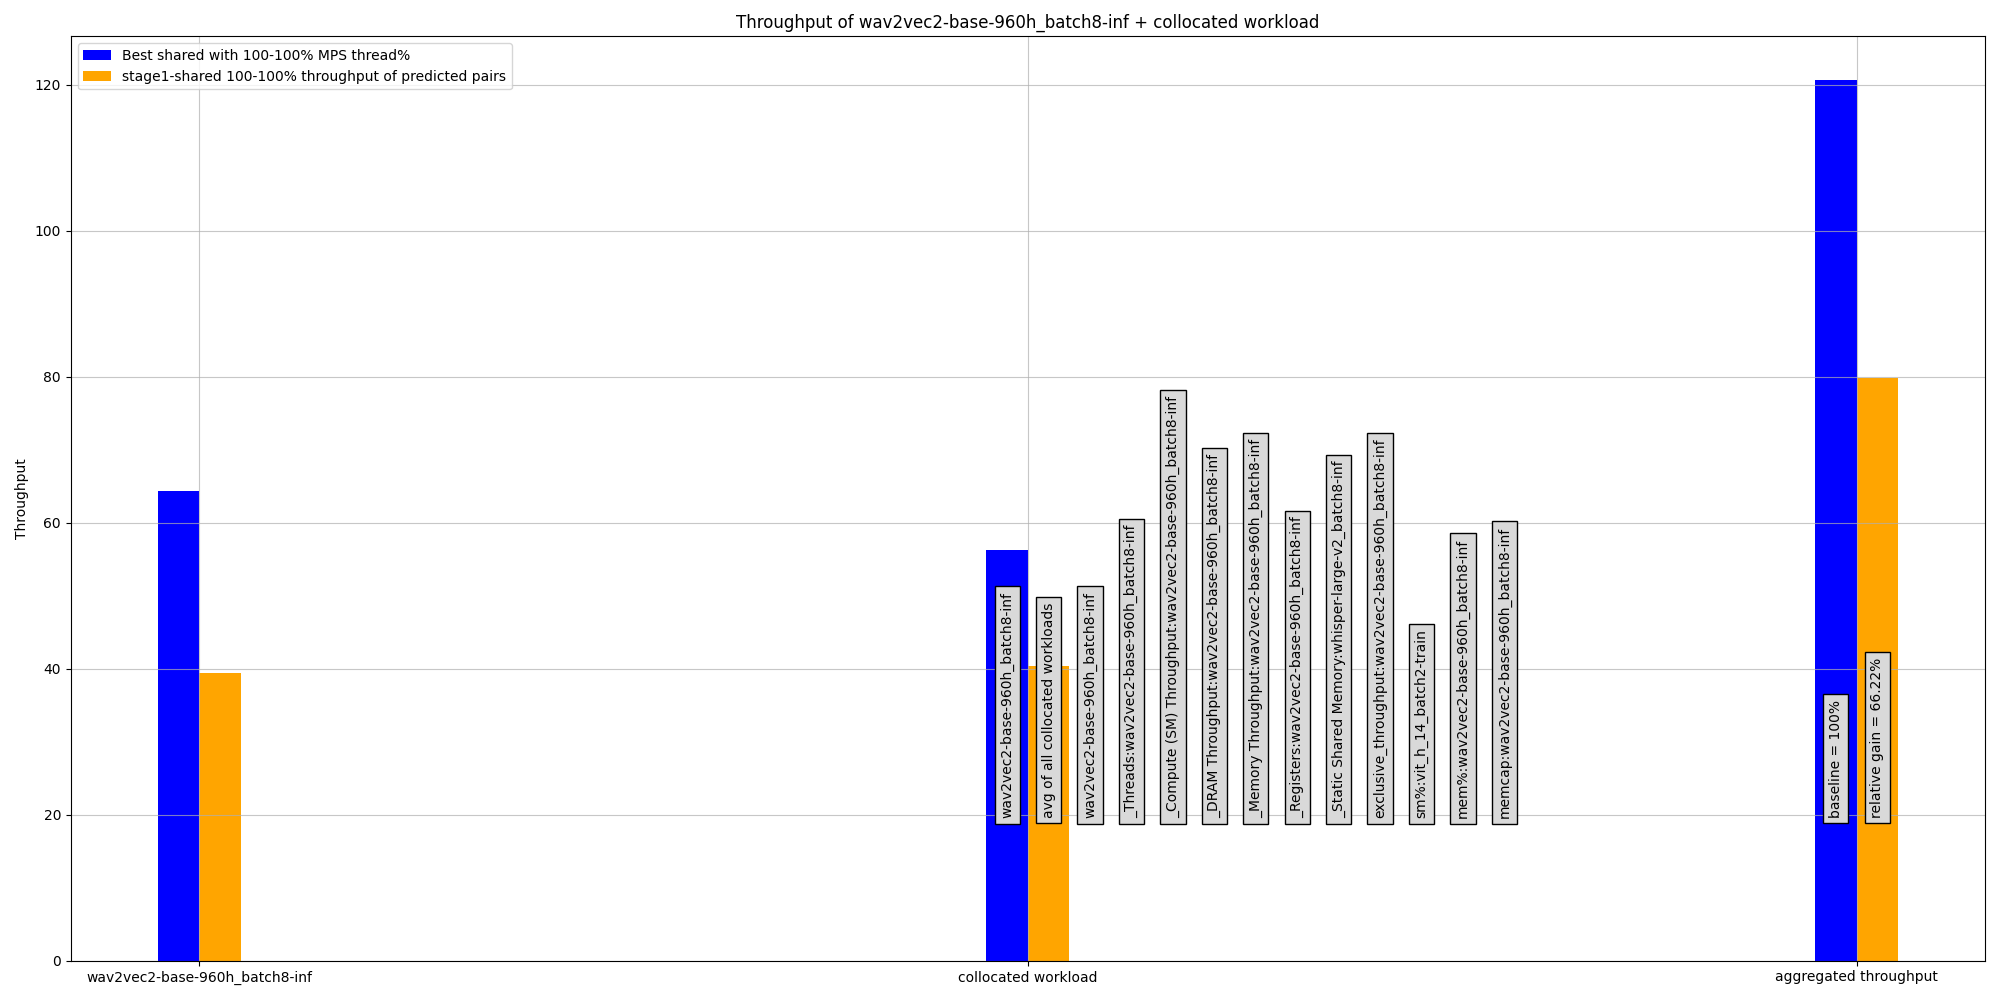 Throughput of wav2vec2-base-960h_batch8-inf + collocated workload
Best shared with 100-100% MPS thread%
stage1-shared 100-100% throughput of predicted pairs
Throughput
120
100
80
60
40
20
0
wav2vec2-base-960h_batch8-inf
avg of all collocated workloads
wav2vec2-base-960h_batch8-inf
_Threads:wav2vec2-base-960h_batch8-inf
_Compute (SM) Throughput:wav2vec2-base-960h_batch8-inf
_DRAM Throughput:wav2vec2-base-960h_batch8-inf
_Memory Throughput:wav2vec2-base-960h_batch8-inf
_Registers:wav2vec2-base-960h_batch8-inf
_Static Shared Memory:whisper-large-v2_batch8-inf
exclusive_throughput:wav2vec2-base-960h_batch8-inf
sm%:vit_h_14_batch2-train
mem%:wav2vec2-base-960h_batch8-inf
memcap:wav2vec2-base-960h_batch8-inf
baseline = 100%
relative gain = 66.22%
wav2vec2-base-960h_batch8-inf
collocated workload
aggregated throughput